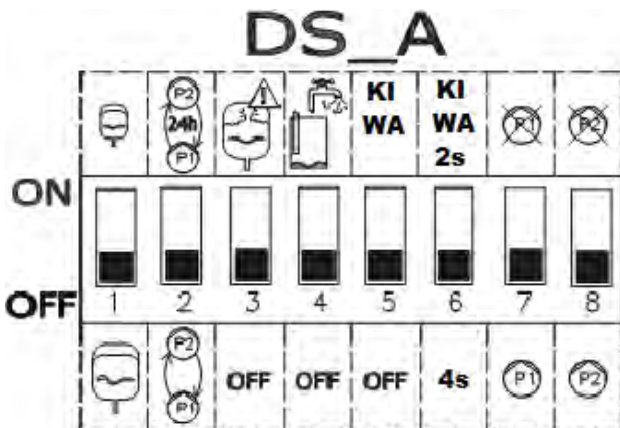 DS__A
P2 24h P1
KI WA
KI WA 2s
P1
P2
ON
OFF
1 2 3 4 5 6 7 8
P2 P1
OFF OFF OFF 4s P1 P2